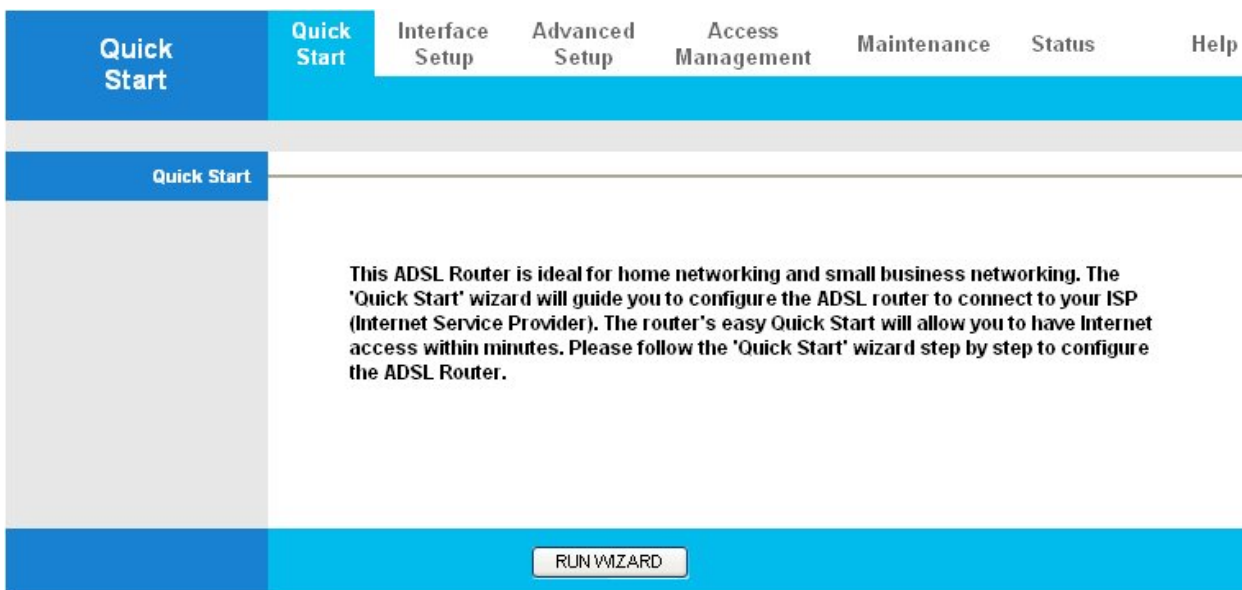 Quick
Start
Quick
Start
Interface
Setup
Advanced
Setup
Access
Management
Maintenance
Status
Help
Quick Start
This ADSL Router is ideal for home networking and small business networking. The
'Quick Start' wizard will guide you to configure the ADSL router to connect to your ISP
(Internet Service Provider). The router's easy Quick Start will allow you to have Internet
access within minutes. Please follow the 'Quick Start' wizard step by step to configure
the ADSL Router.
RUN WIZARD